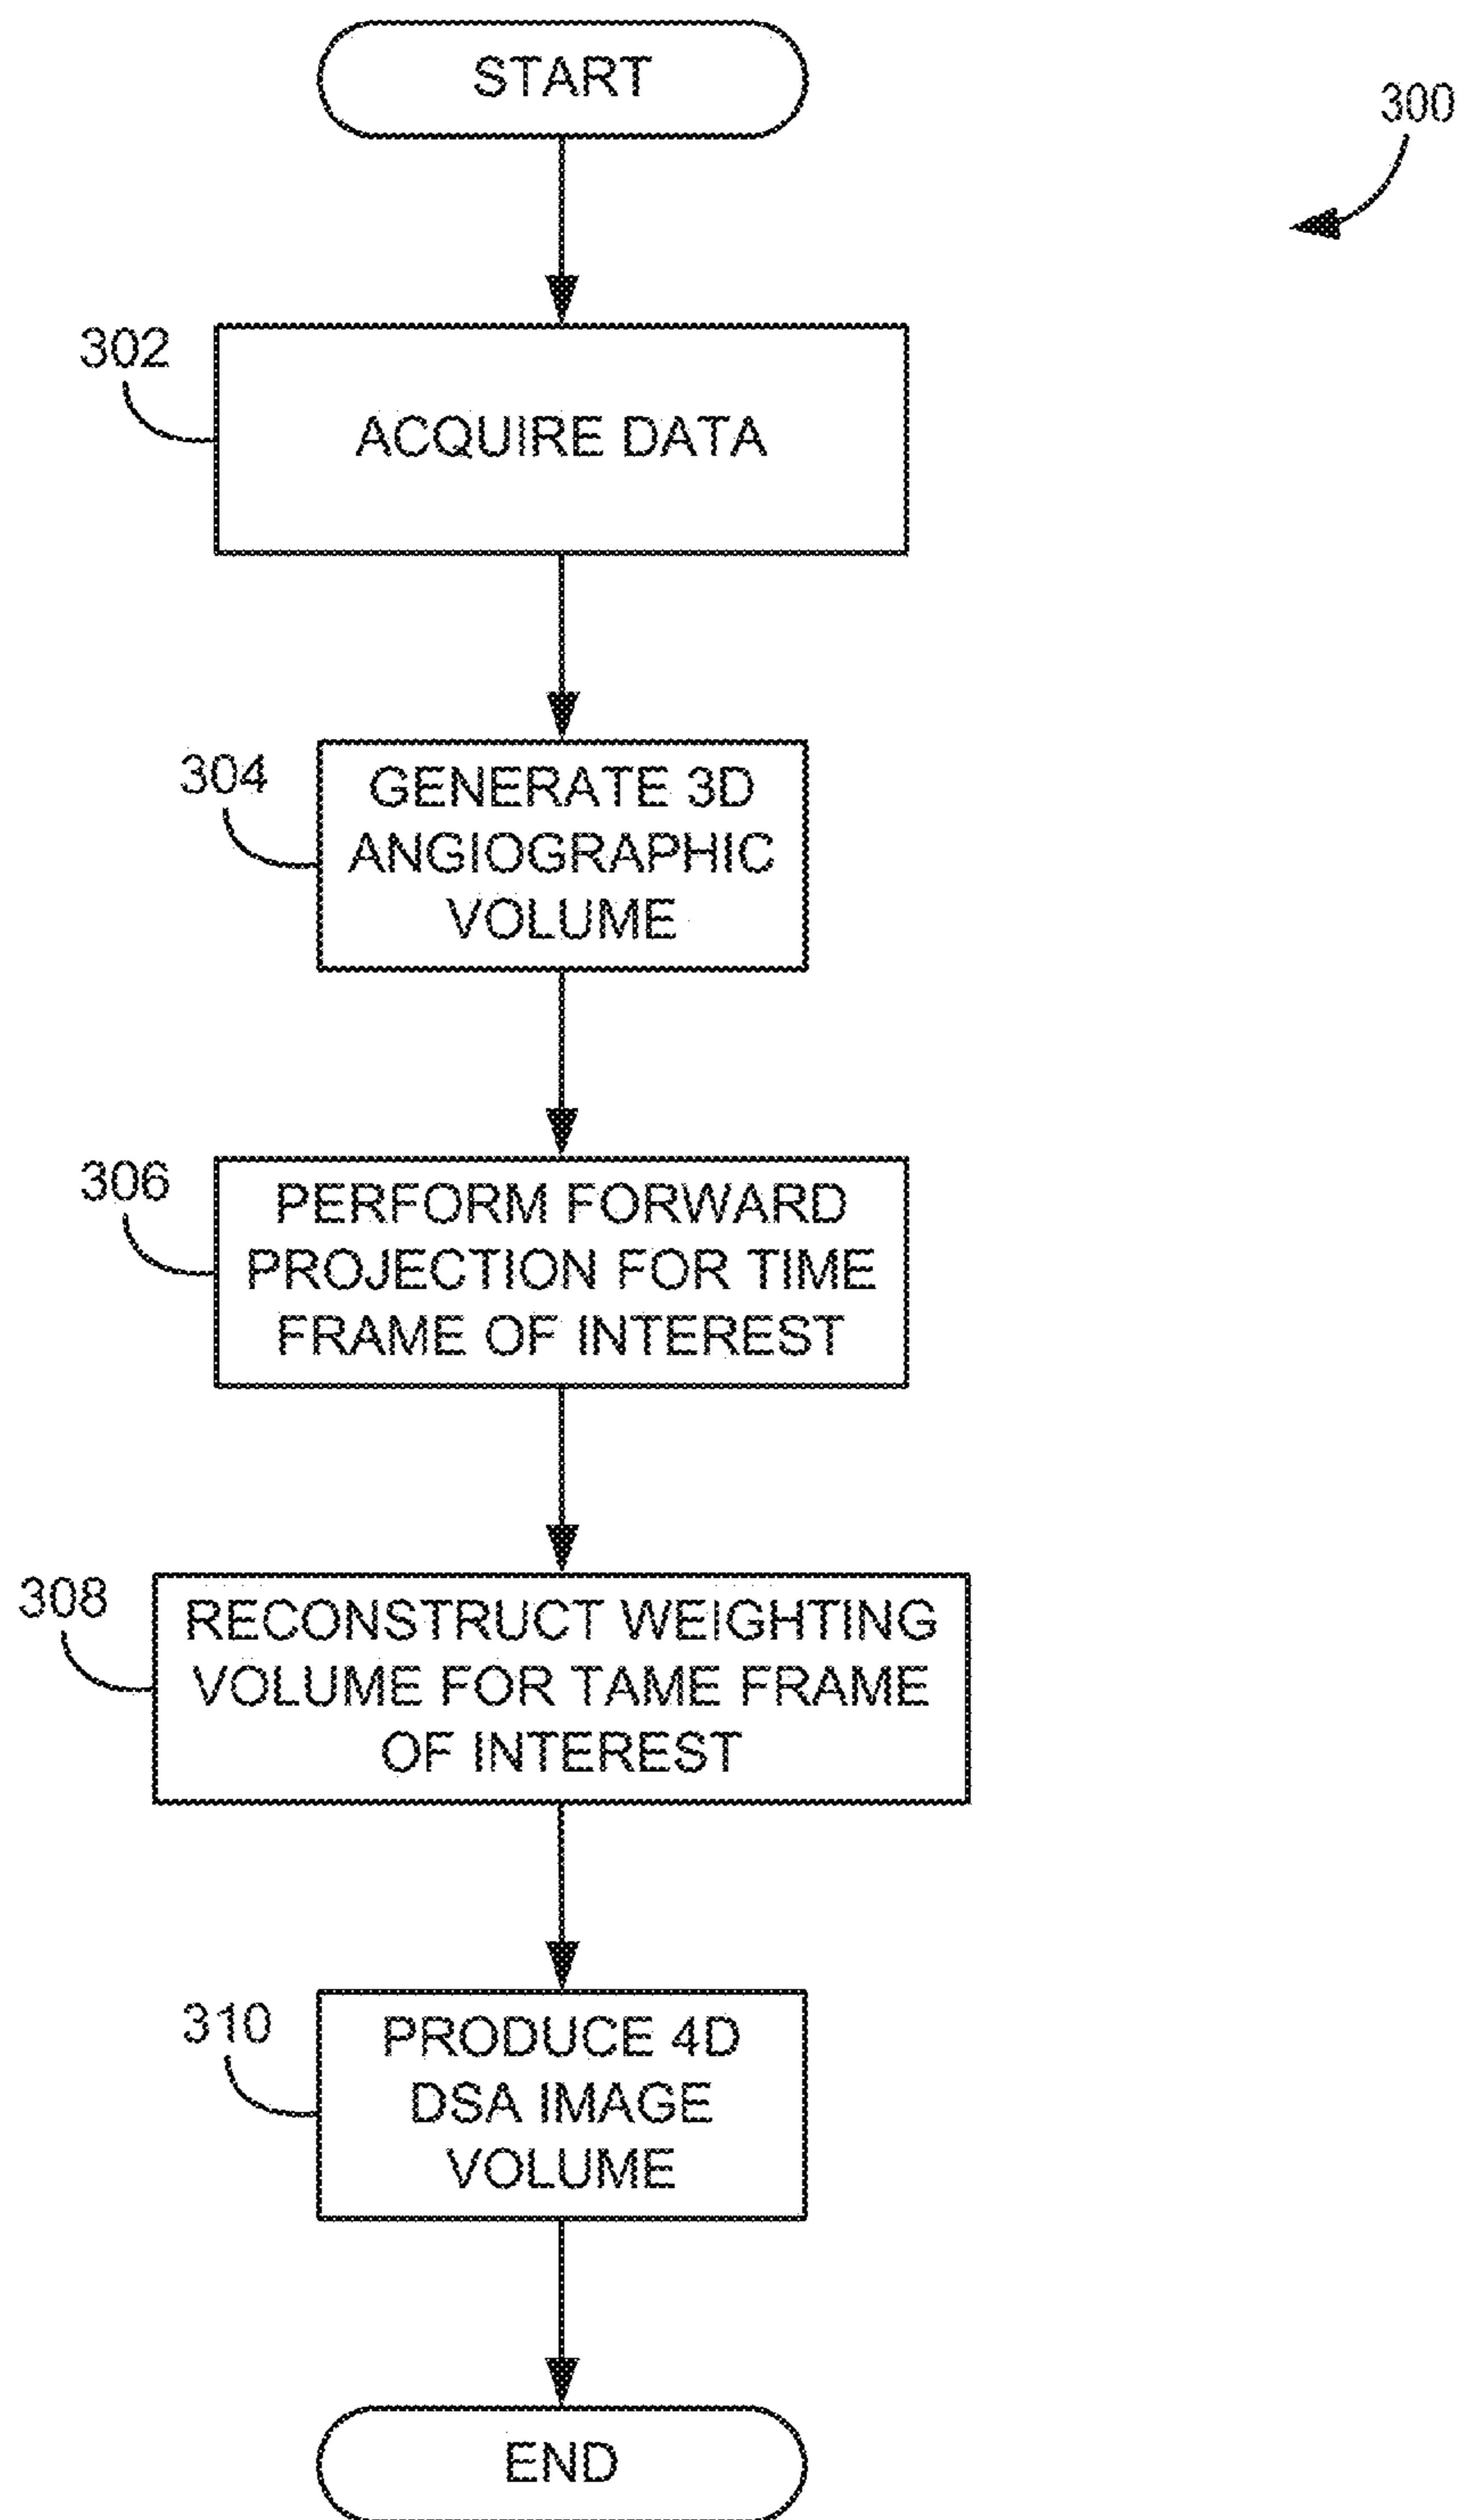 START
300
302
ACQUIRE DATA
304
GENERATE 3D
ANGIOGRAPHIC
VOLUME
306
PERFORM FORWARD
PROJECTION FOR TIME
FRAME OF INTEREST
308
RECONSTRUCT WEIGHTING
VOLUME FOR TAME FRAME
OF INTEREST
310
PRODUCE 4D
DSA IMAGE
VOLUME
END